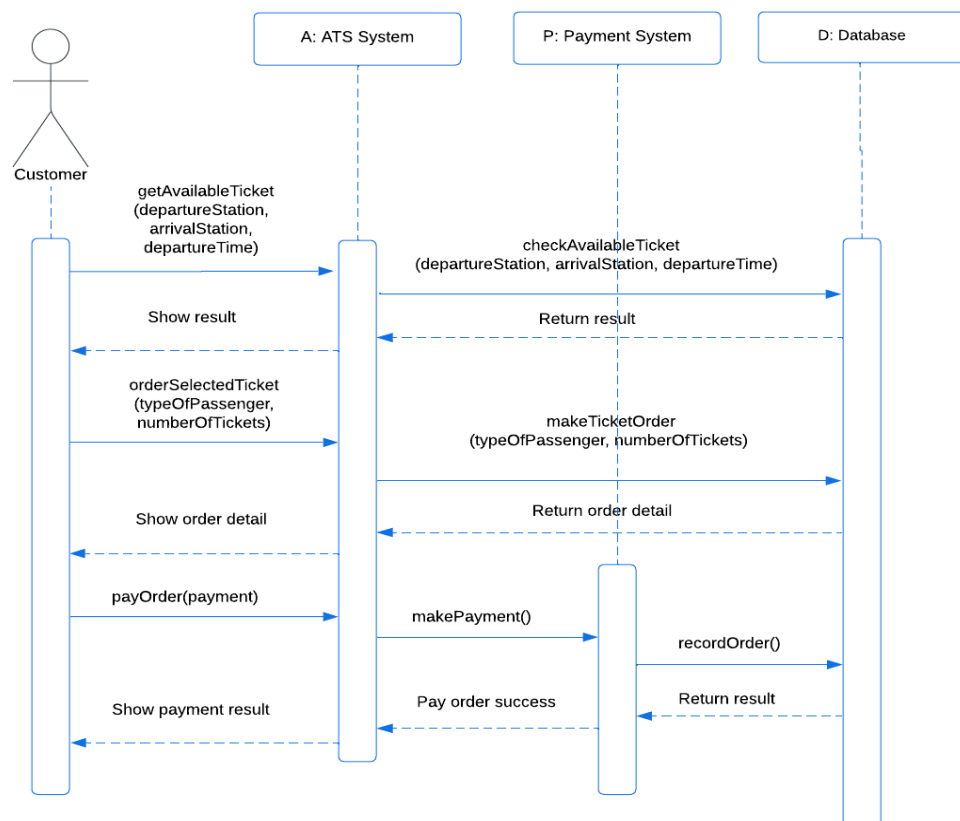 A: ATS System
P: Payment System
D: Database
Customer
getAvailableTicket
(departureStation,
arrivalStation,
departureTime)
checkAvailableTicket
(departureStation, arrivalStation, departureTime)
Show result
Return result
orderSelectedTicket
(typeOfPassenger,
numberOfTickets)
makeTicketOrder
(typeOfPassenger, numberOfTickets)
Show order detail
Return order detail
payOrder(payment)
makePayment()
recordOrder()
Show payment result
Pay order success
Return result